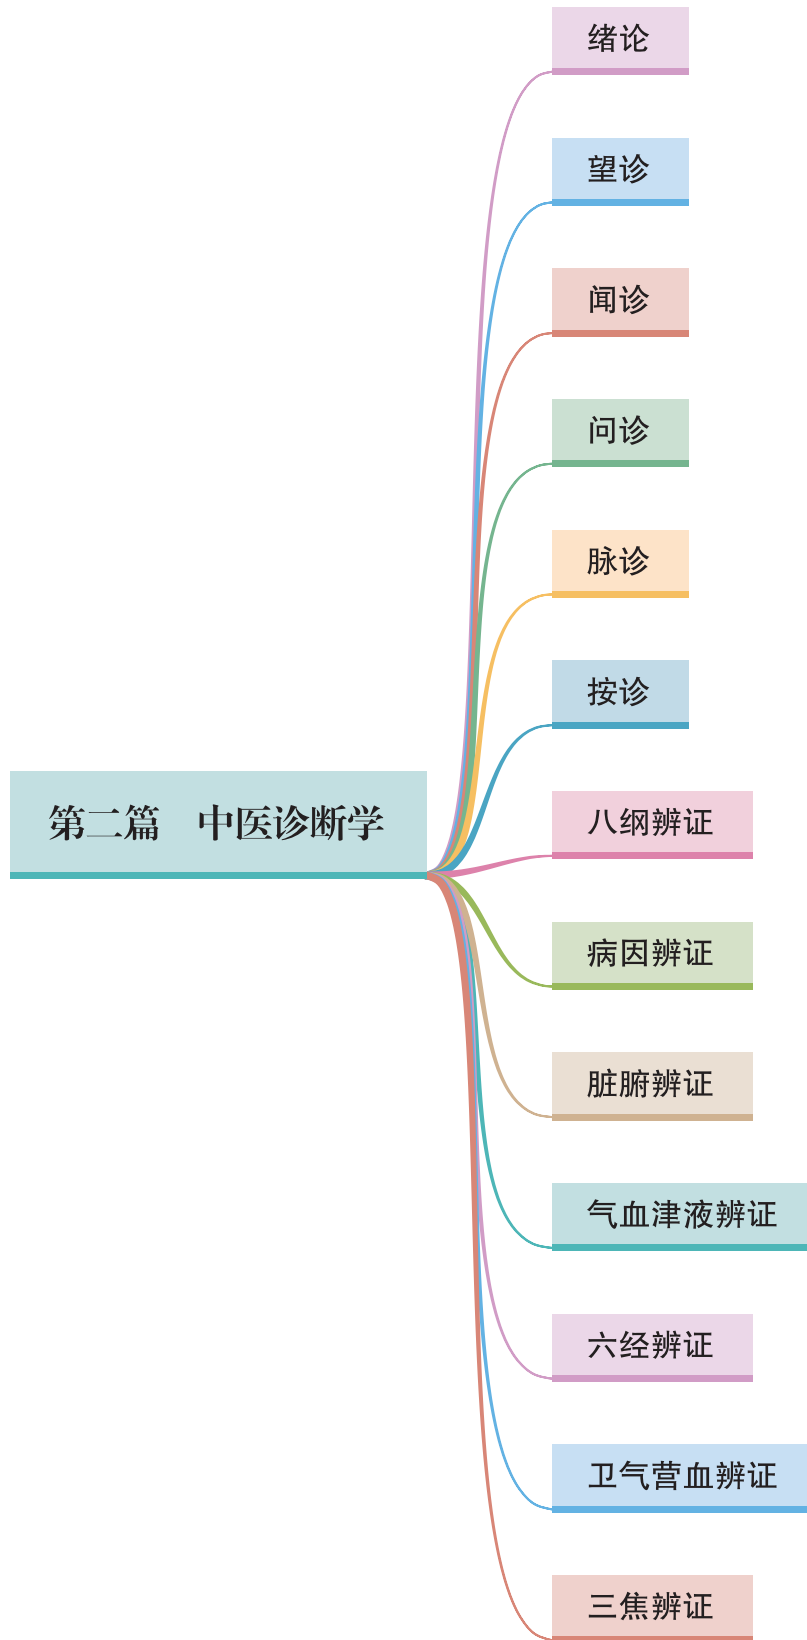 第二篇　中医诊断学
绪论
望诊
闻诊
问诊
脉诊
按诊
八纲辨证
病因辨证
脏腑辨证
气血津液辨证
六经辨证
卫气营血辨证
三焦辨证